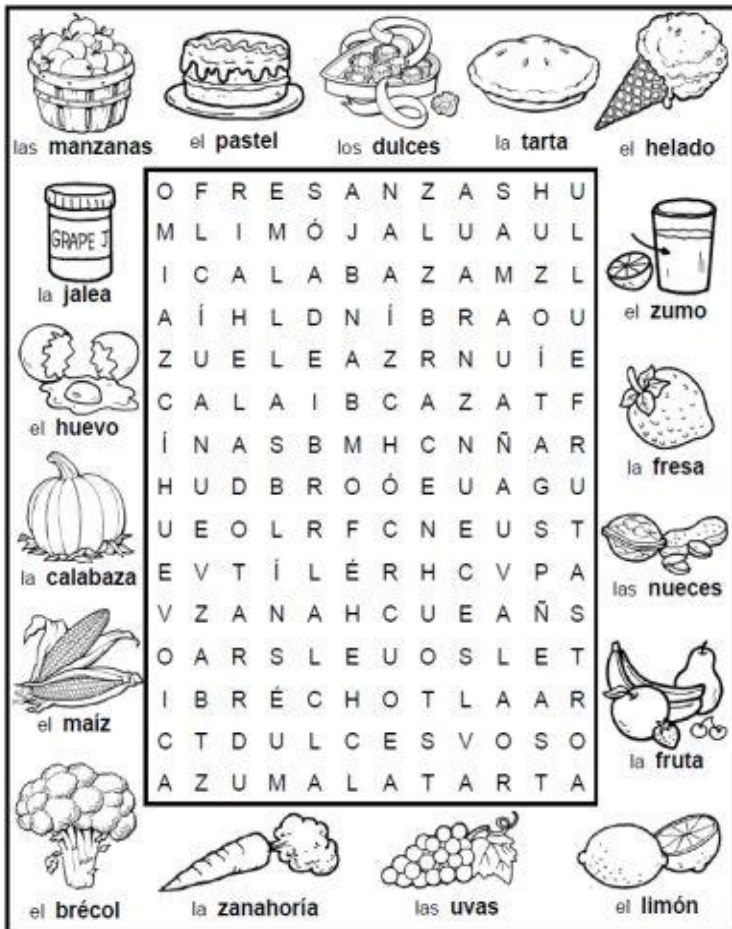 las manzanas
el pastel
los dulces
la tarta
el helado
GRAPE J
la jalea
el huevo
la calabaza
el maíz
el brécol
O F R E S A N Z A S H U
M L I M Ó J A L U A U L
I C A L A B A Z A M Z L
A Í H L D N Í B R A O U
Z U E L E A Z R N U Í E
C A L A I B C A Z A T F
Í N A S B M H C N Ñ A R
H U D B R O Ó E U A G U
U E O L R F C N E U S T
E V T Í L É R H C V P A
V Z A N A H C U E A Ñ S
O A R S L E U O S L E T
I B R É C H O T L A A R
C T D U L C E S V O S O
A Z U M A L A T A R T A
el zumo
la fresa
las nueces
la fruta
la zanahoría
las uvas
el limón